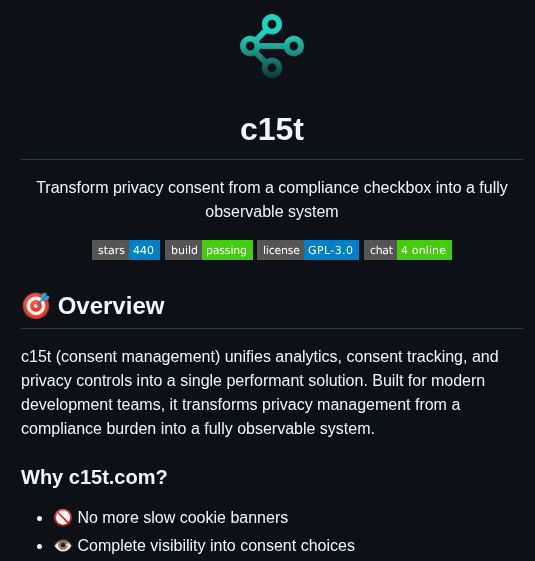 c15t
Transform privacy consent from a compliance checkbox into a fully
observable system
stars 440 build passing license GPL-3.0 chat 4 online
🎯 Overview
c15t (consent management) unifies analytics, consent tracking, and
privacy controls into a single performant solution. Built for modern
development teams, it transforms privacy management from a
compliance burden into a fully observable system.
Why c15t.com?
• 🚫 No more slow cookie banners
• 👁️ Complete visibility into consent choices